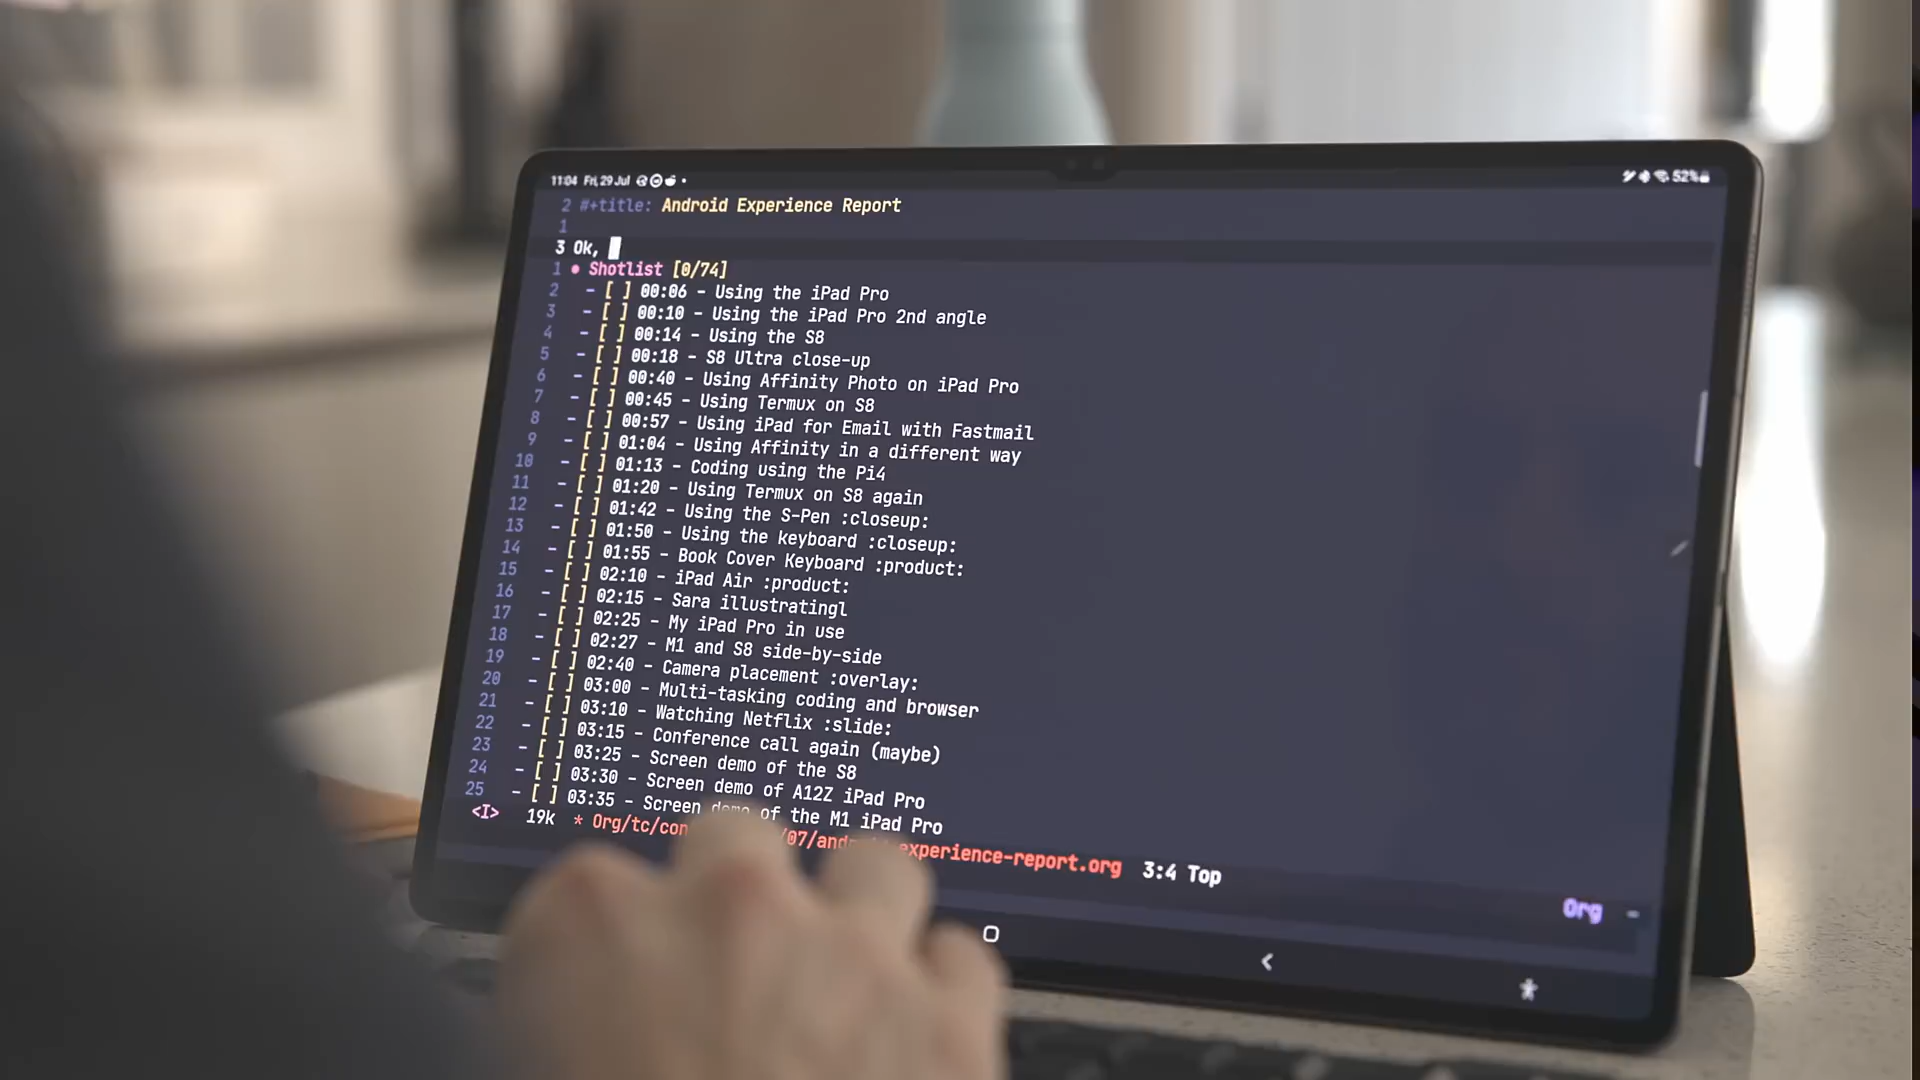 11:04 Fri, 29 Jul 52%
2 #+title: Android Experience Report
1
3 Ok,
1 Shotlist [0/74]
2 - [ ] 00:06 - Using the iPad Pro
3 - [ ] 00:10 - Using the iPad Pro 2nd angle
4 - [ ] 00:14 - Using the S8
5 - [ ] 00:18 - S8 Ultra close-up
6 - [ ] 00:40 - Using Affinity Photo on iPad Pro
7 - [ ] 00:45 - Using Termux on S8
8 - [ ] 00:57 - Using iPad for Email with Fastmail
9 - [ ] 01:04 - Using Affinity in a different way
10 - [ ] 01:13 - Coding using the Pi4
11 - [ ] 01:20 - Using Termux on S8 again
12 - [ ] 01:42 - Using the S-Pen :closeup:
13 - [ ] 01:50 - Using the keyboard :closeup:
14 - [ ] 01:55 - Book Cover Keyboard :product:
15 - [ ] 02:10 - iPad Air :product:
16 - [ ] 02:15 - Sara illustratingl
17 - [ ] 02:25 - My iPad Pro in use
18 - [ ] 02:27 - M1 and S8 side-by-side
19 - [ ] 02:40 - Camera placement :overlay:
20 - [ ] 03:00 - Multi-tasking coding and browser
21 - [ ] 03:10 - Watching Netflix :slide:
22 - [ ] 03:15 - Conference call again (maybe)
23 - [ ] 03:25 - Screen demo of the S8
24 - [ ] 03:30 - Screen demo of A12Z iPad Pro
25 - [ ] 03:35 - Screen demo of the M1 iPad Pro
<I> 19k * Org/tc/con /07/and experience-report.org 3:4 Top
Org -